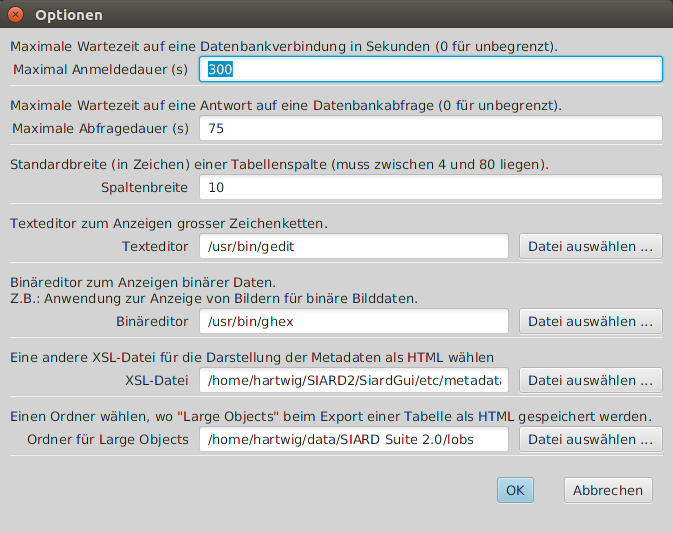 Optionen
Maximale Wartezeit auf eine Datenbankverbindung in Sekunden (0 für unbegrenzt).
Maximal Anmeldedauer (s) 300
Maximale Wartezeit auf eine Antwort auf eine Datenbankabfrage (0 für unbegrenzt).
Maximale Abfragedauer (s) 75
Standardbreite (in Zeichen) einer Tabellenspalte (muss zwischen 4 und 80 liegen).
Spaltenbreite 10
Texteditor zum Anzeigen grosser Zeichenketten.
Texteditor /usr/bin/gedit Datei auswählen ...
Binäreditor zum Anzeigen binärer Daten.
Z.B.: Anwendung zur Anzeige von Bildern für binäre Bilddaten.
Binäreditor /usr/bin/ghex Datei auswählen ...
Eine andere XSL-Datei für die Darstellung der Metadaten als HTML wählen
XSL-Datei /home/hartwig/SIARD2/SiardGui/etc/metadata Datei auswählen ...
Einen Ordner wählen, wo "Large Objects" beim Export einer Tabelle als HTML gespeichert werden.
Ordner für Large Objects /home/hartwig/data/SIARD Suite 2.0/lobs Datei auswählen ...
OK Abbrechen